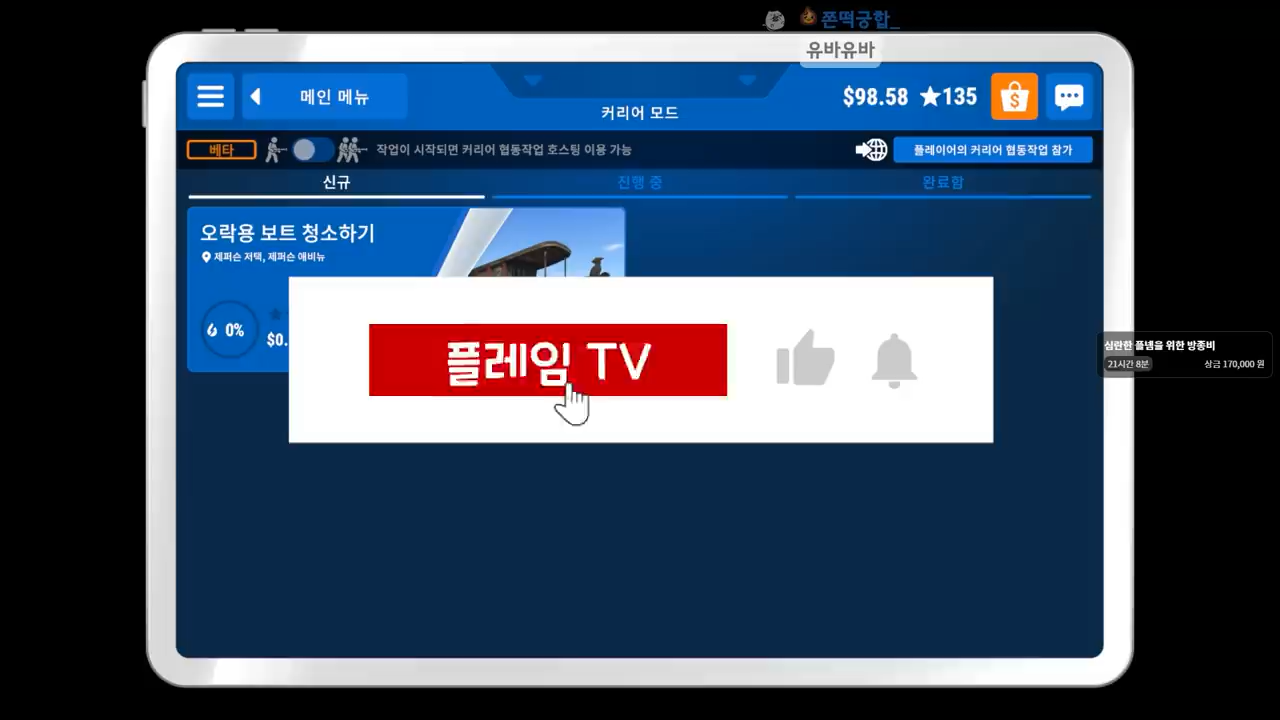 쫀떡궁합_
유바유바
메인 메뉴
커리어 모드
$98.58 ★135
베타
작업이 시작되면 커리어 협동작업 호스팅 이용 가능
플레이어의 커리어 협동작업 참가
신규
진행 중
완료함
오락용 보트 청소하기
제퍼슨 저택, 제퍼슨 애비뉴
0%
$0.
플레임 TV
심란한 플넴을 위한 방종비
21시간 8분
상금 170,000 원